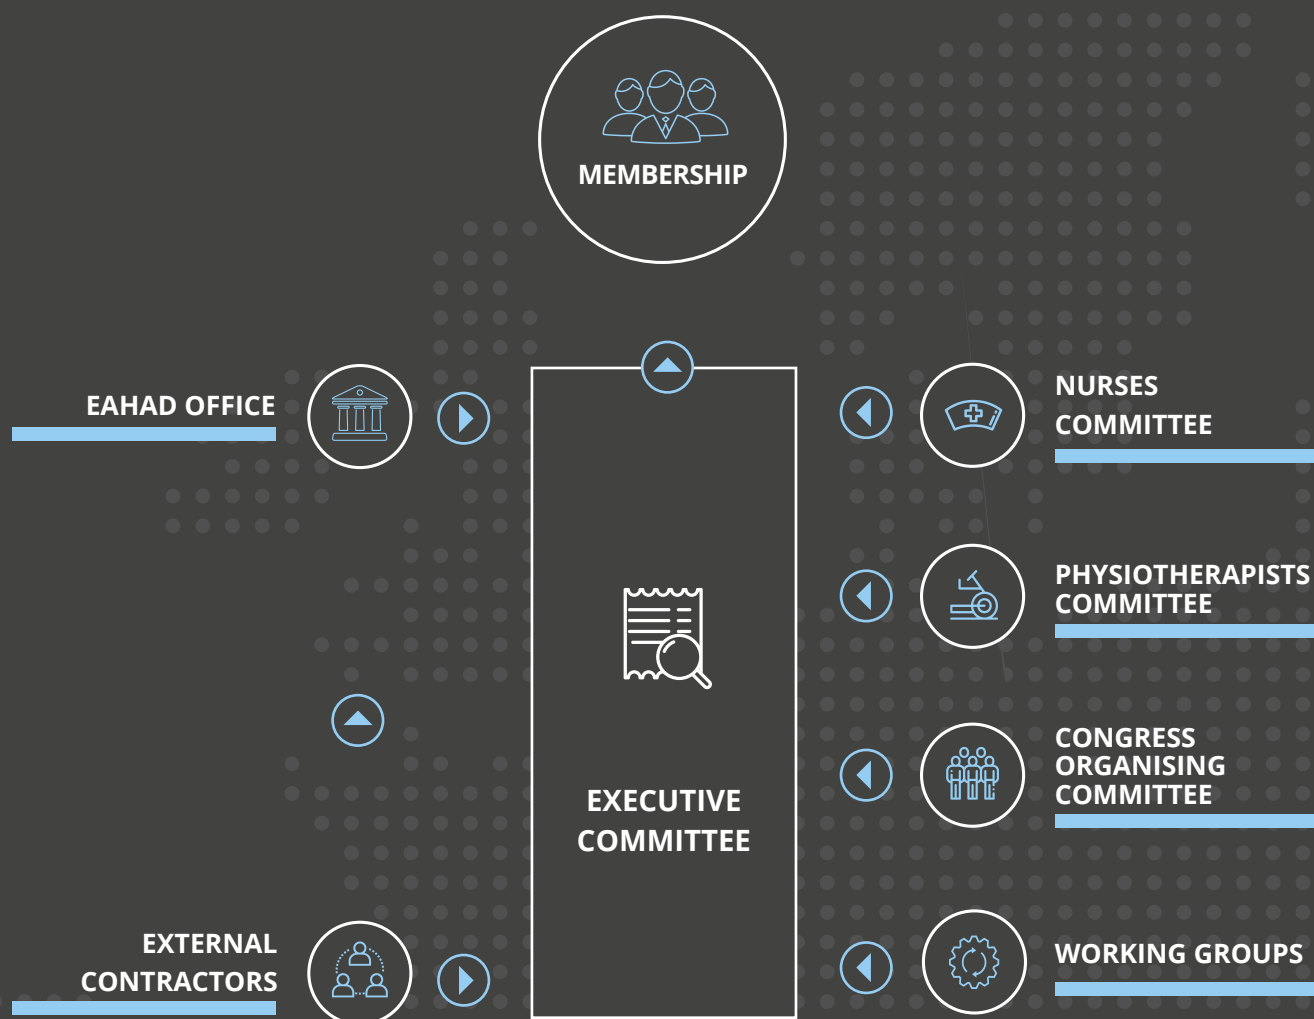 MEMBERSHIP
EAHAD OFFICE
NURSES
COMMITTEE
PHYSIOTHERAPISTS
COMMITTEE
EXECUTIVE
COMMITTEE
CONGRESS
ORGANISING
COMMITTEE
EXTERNAL
CONTRACTORS
WORKING GROUPS